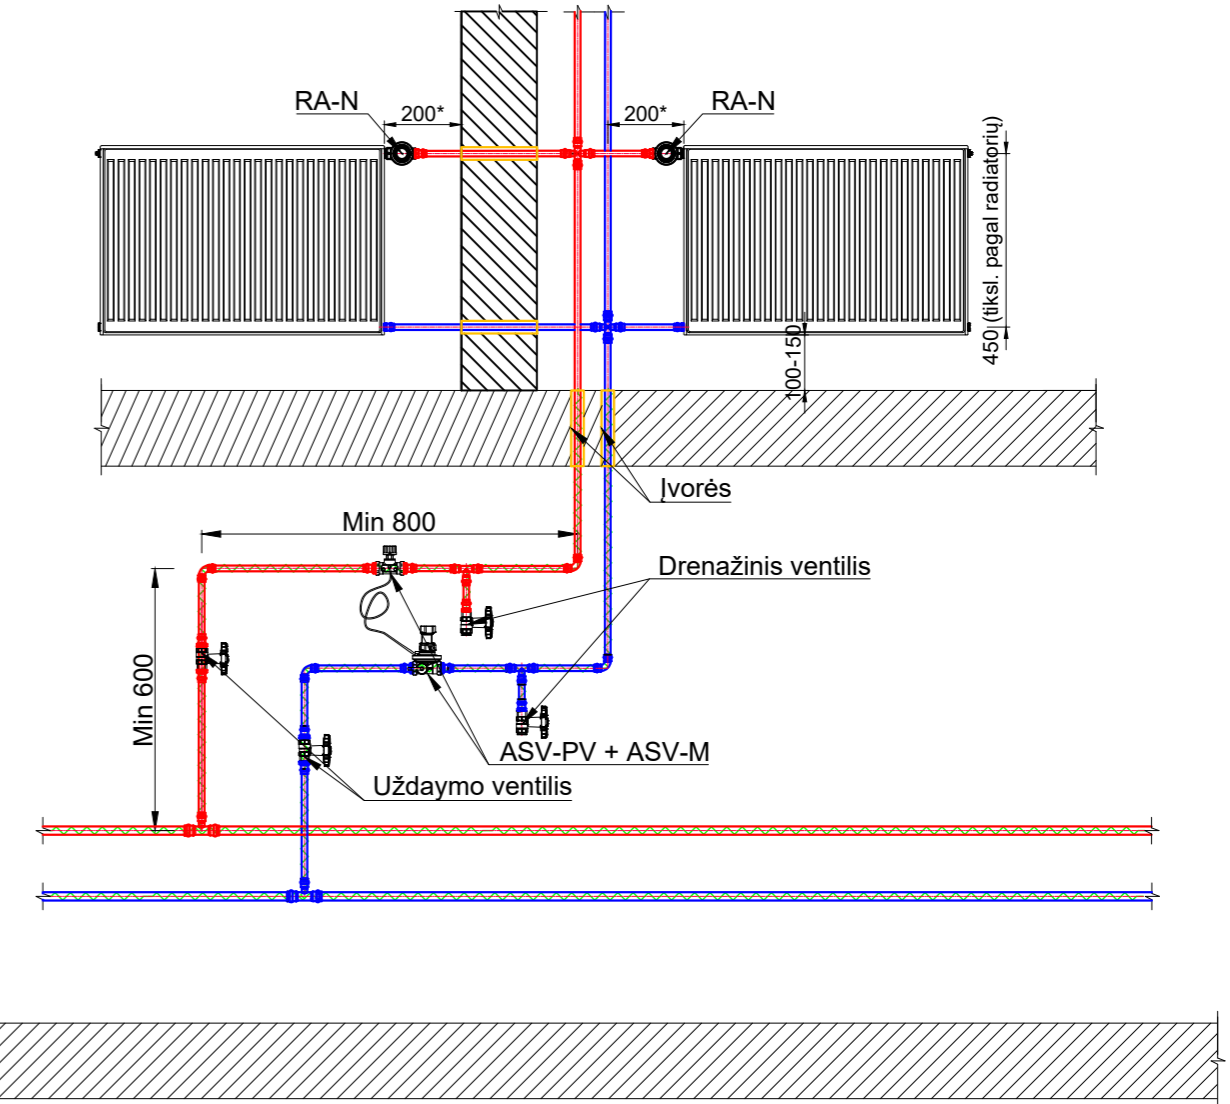 RA-N
200*
200*
RA-N
450 (tiksl. pagal radiatorių)
100-150
Įvorės
Min 800
Drenažinis ventilis
Min 600
ASV-PV + ASV-M
Uždaymo ventilis